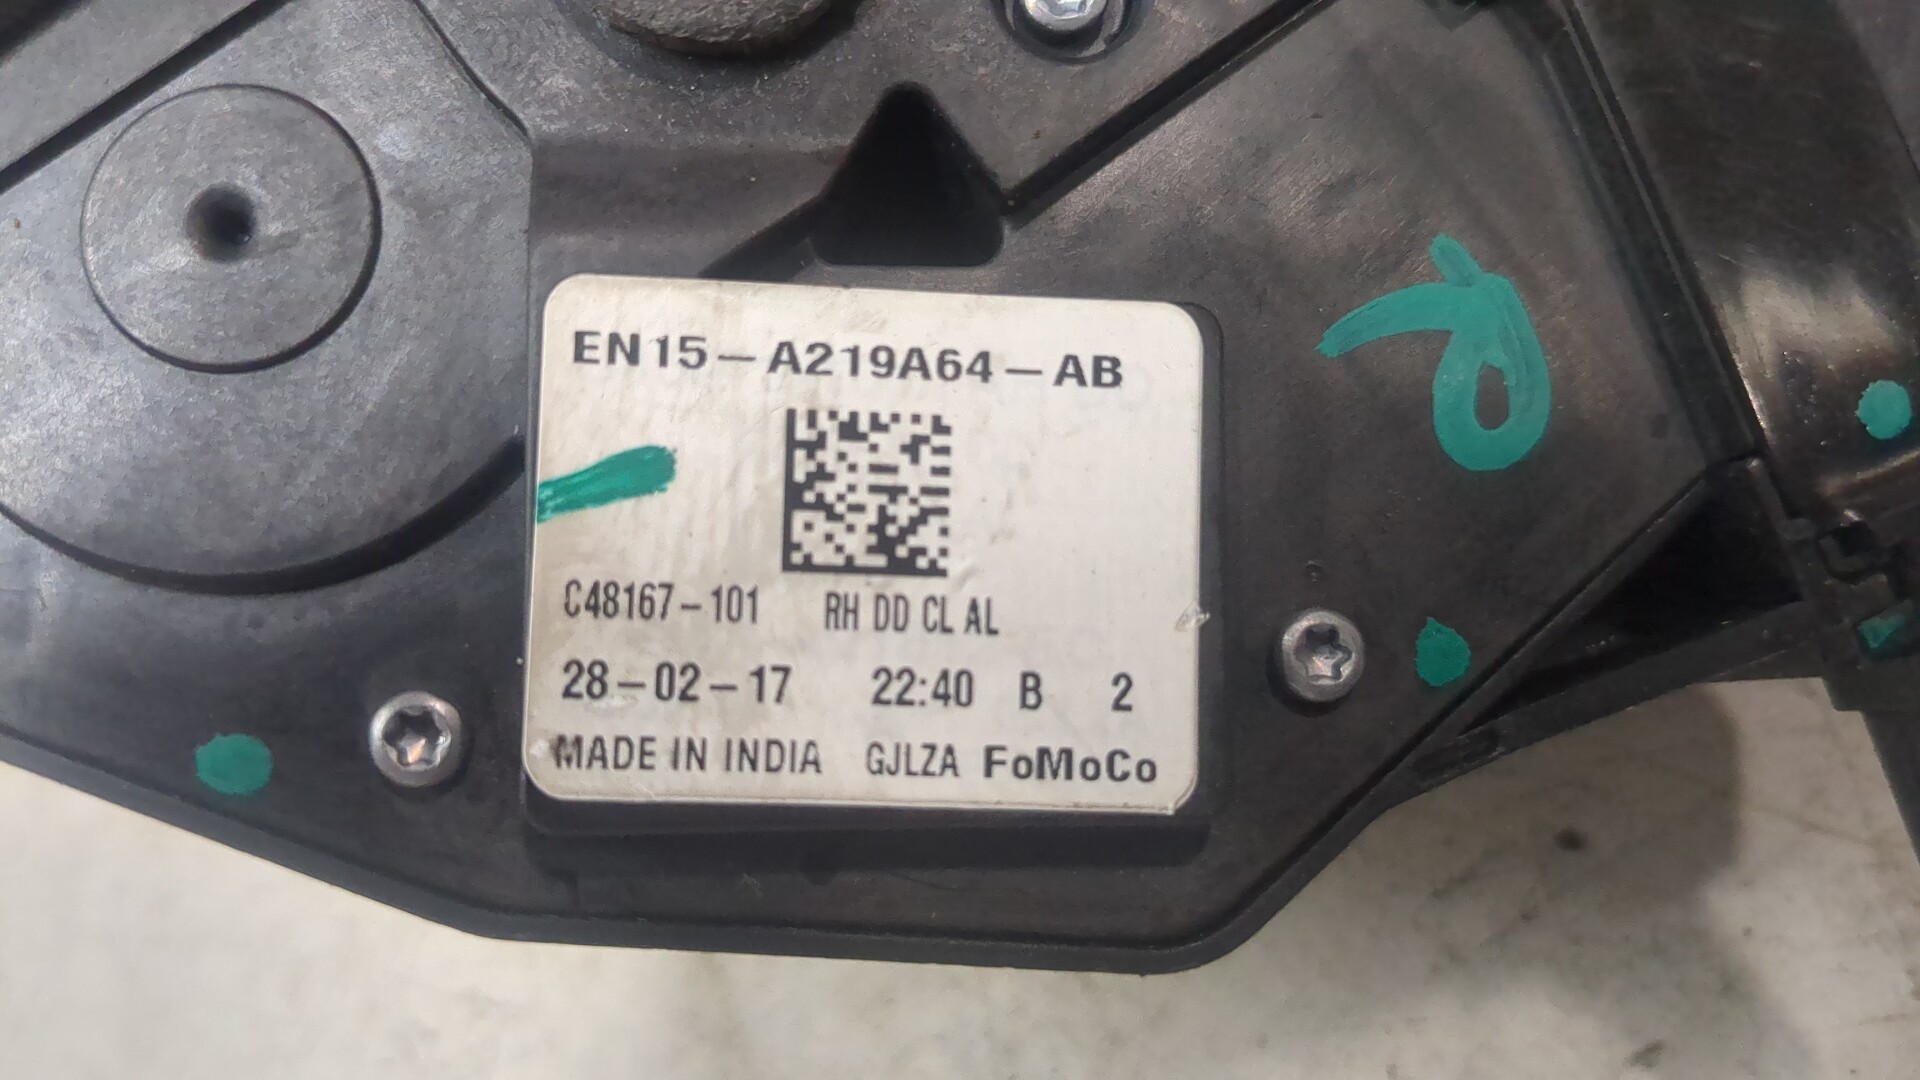 EN15-A219A64-AB
C48167-101 RH DD CL AL
28-02-17 22:40 B 2
MADE IN INDIA GJLZA FoMoCo